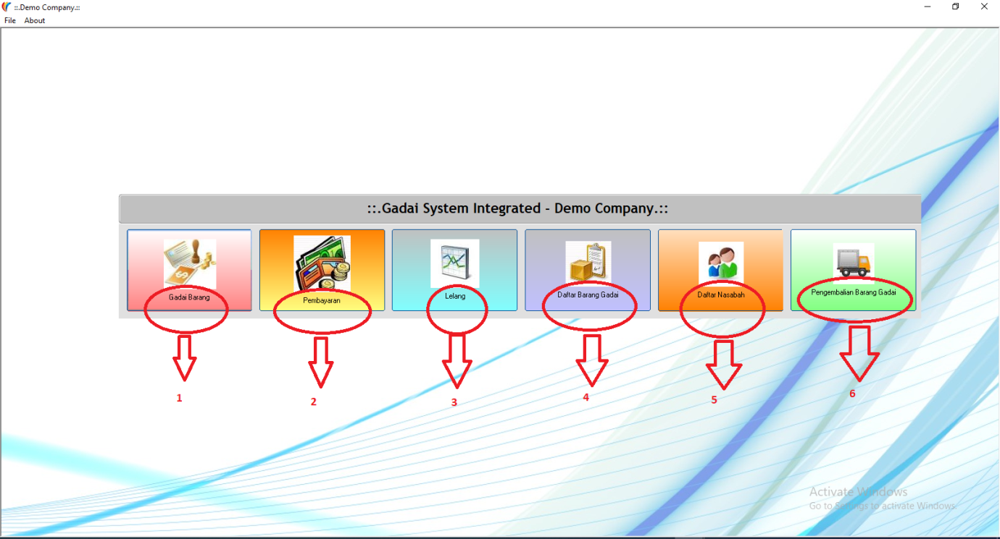 ::.Demo Company.::
File About
::.Gadai System Integrated - Demo Company.::
Gadai Barang
Pembayaran
Lelang
Daftar Barang Gadai
Daftar Nasabah
Pengembalian Barang Gadai
1
2
3
4
5
6
Activate Windows
Go to Settings to activate Windows.